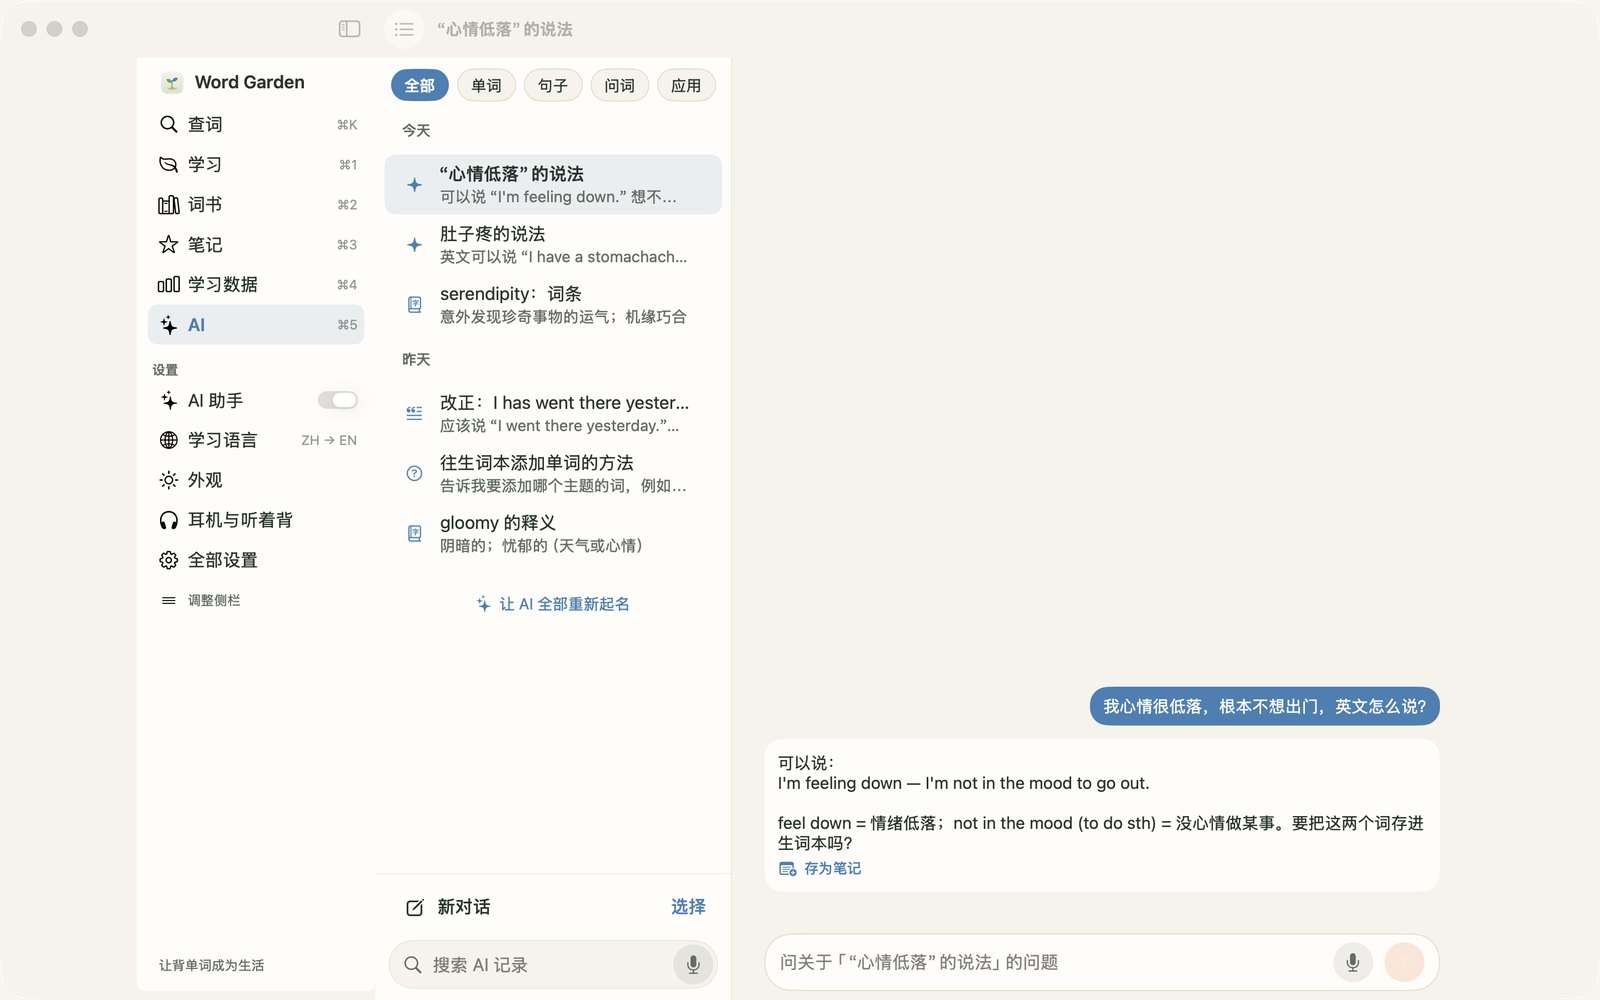 “心情低落” 的说法
Word Garden
查词 ⌘K
学习 ⌘1
词书 ⌘2
笔记 ⌘3
学习数据 ⌘4
AI ⌘5
设置
AI 助手
学习语言 ZH → EN
外观
耳机与听着背
全部设置
调整侧栏
让背单词成为生活
全部 单词 句子 问词 应用
今天
“心情低落” 的说法
可以说 “I'm feeling down.” 想不...
肚子疼的说法
英文可以说 “I have a stomachach...
serendipity：词条
意外发现珍奇事物的运气；机缘巧合
昨天
改正：I has went there yester...
应该说 “I went there yesterday.”...
往生词本添加单词的方法
告诉我要添加哪个主题的词，例如...
gloomy 的释义
阴暗的；忧郁的 (天气或心情)
让 AI 全部重新起名
新对话 选择
搜索 AI 记录
我心情很低落，根本不想出门，英文怎么说?
可以说：
I'm feeling down — I'm not in the mood to go out.
feel down = 情绪低落；not in the mood (to do sth) = 没心情做某事。要把这两个词存进
生词本吗?
存为笔记
问关于「 “心情低落” 的说法」的问题